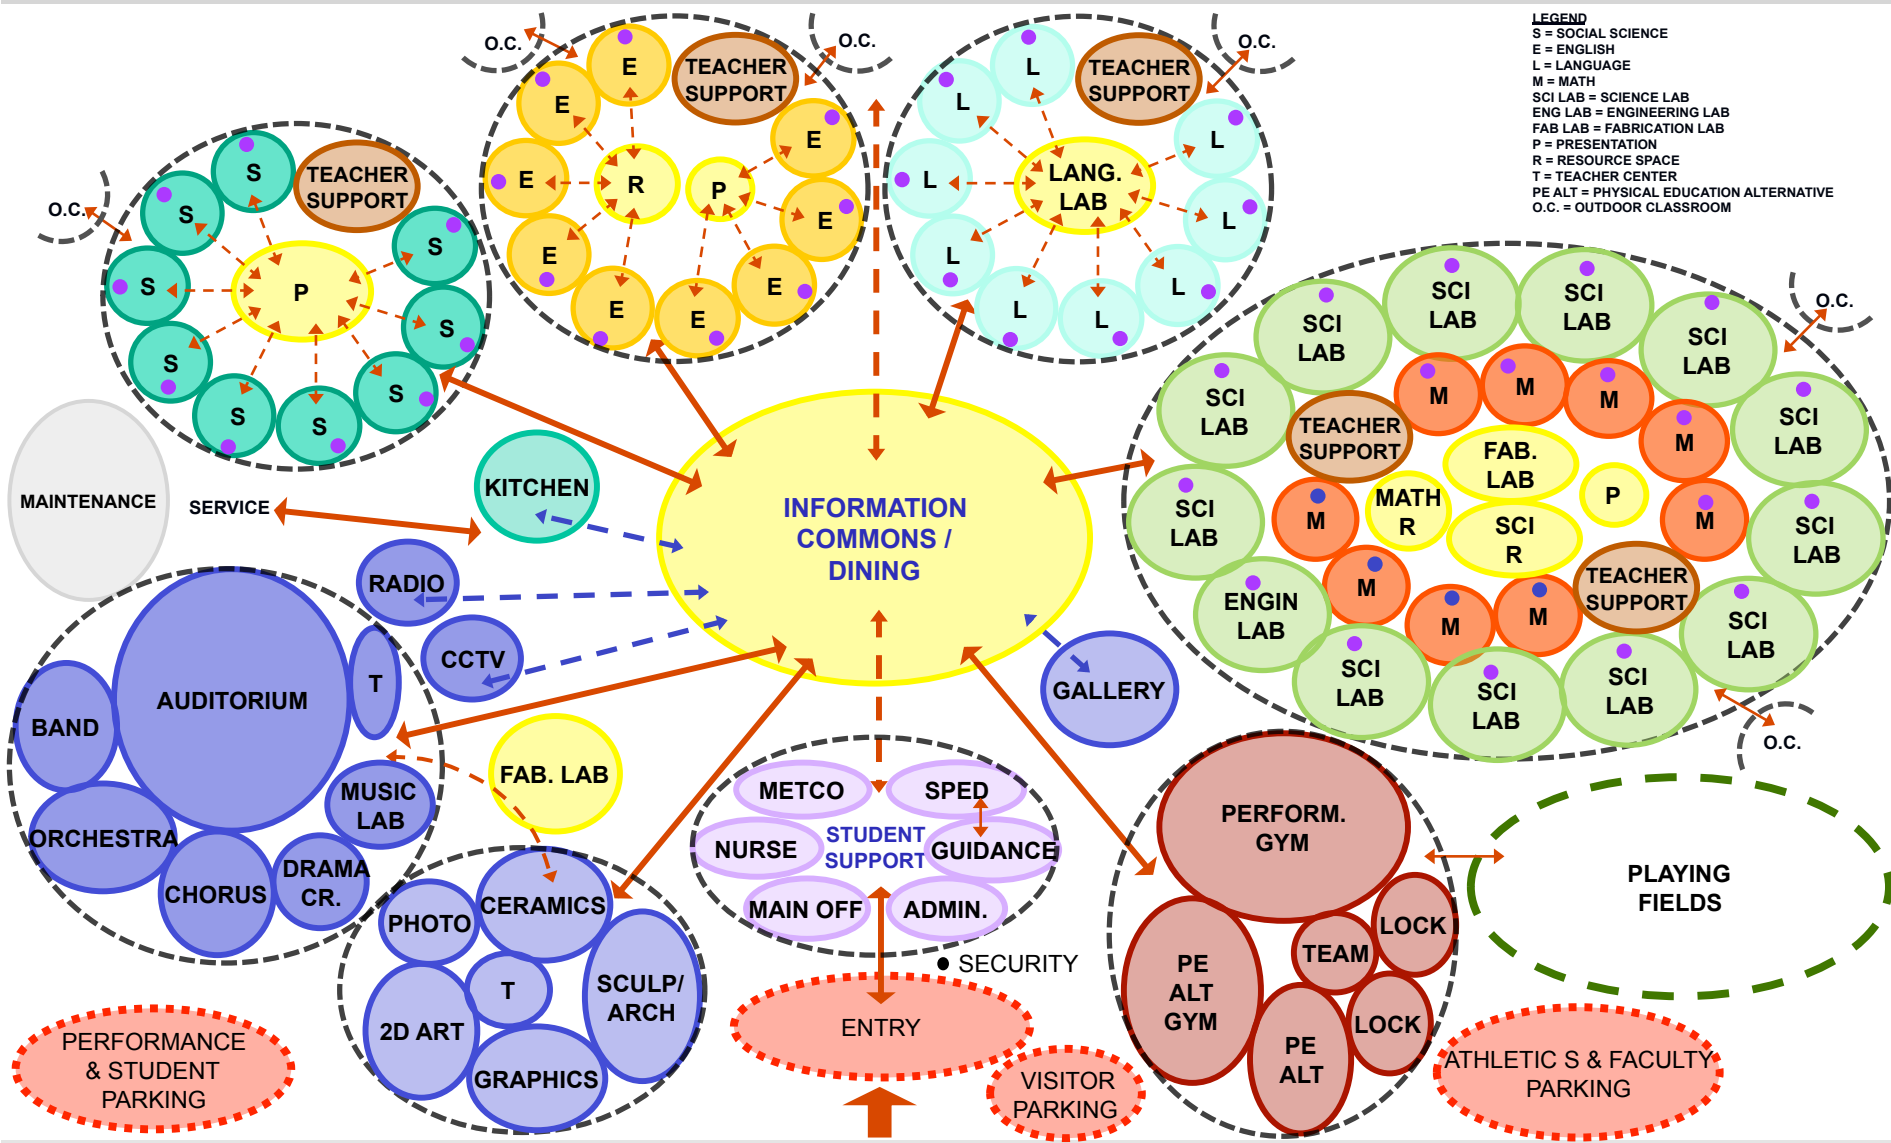 LEGEND
S = SOCIAL SCIENCE
E = ENGLISH
L = LANGUAGE
M = MATH
SCI LAB = SCIENCE LAB
ENG LAB = ENGINEERING LAB
FAB LAB = FABRICATION LAB
P = PRESENTATION
R = RESOURCE SPACE
T = TEACHER CENTER
PE ALT = PHYSICAL EDUCATION ALTERNATIVE
O.C. = OUTDOOR CLASSROOM
O.C.
S
TEACHER
SUPPORT
S
S
S
S
S
S
S
S
S
P
O.C.
E
TEACHER
SUPPORT
O.C.
E
E
E
E
E
E
E
E
E
R
P
L
TEACHER
SUPPORT
O.C.
L
L
L
L
L
L
L
L
L
LANG.
LAB
SCI
LAB
SCI
LAB
SCI
LAB
SCI
LAB
O.C.
SCI
LAB
SCI
LAB
SCI
LAB
SCI
LAB
ENGIN
LAB
SCI
LAB
SCI
LAB
SCI
LAB
SCI
LAB
SCI
LAB
O.C.
TEACHER
SUPPORT
M
M
M
M
M
M
M
M
M
M
FAB.
LAB
MATH
R
P
SCI
R
TEACHER
SUPPORT
MAINTENANCE
SERVICE
KITCHEN
INFORMATION
COMMONS /
DINING
RADIO
CCTV
GALLERY
AUDITORIUM
T
BAND
MUSIC
LAB
ORCHESTRA
CHORUS
DRAMA
CR.
FAB. LAB
PHOTO
CERAMICS
T
SCULP/
ARCH
2D ART
GRAPHICS
METCO
SPED
NURSE
STUDENT
SUPPORT
GUIDANCE
MAIN OFF
ADMIN.
SECURITY
ENTRY
VISITOR
PARKING
PERFORMANCE
& STUDENT
PARKING
PERFORM.
GYM
LOCK
TEAM
PE
ALT
GYM
LOCK
PE
ALT
PLAYING
FIELDS
ATHLETIC S & FACULTY
PARKING